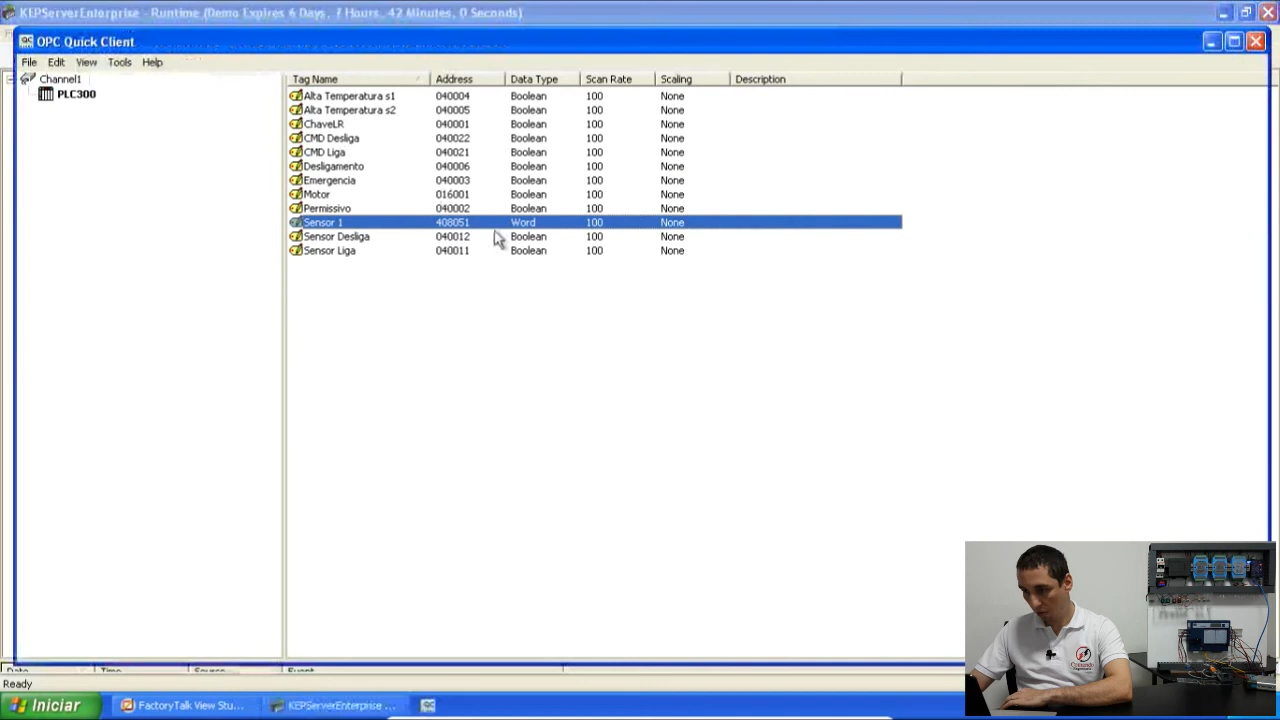 KEPServerEnterprise - Runtime (Demo Expires 6 Days, 7 Hours, 42 Minutes, 0 Seconds)
OPC Quick Client
File Edit View Tools Help
Channel1
PLC300
Tag Name Address Data Type Scan Rate Scaling Description
Alta Temperatura s1 040004 Boolean 100 None
Alta Temperatura s2 040005 Boolean 100 None
ChaveLR 040001 Boolean 100 None
CMD Desliga 040022 Boolean 100 None
CMD Liga 040021 Boolean 100 None
Desligamento 040006 Boolean 100 None
Emergencia 040003 Boolean 100 None
Motor 016001 Boolean 100 None
Permissivo 040002 Boolean 100 None
Sensor 1 408051 Word 100 None
Sensor Desliga 040012 Boolean 100 None
Sensor Liga 040011 Boolean 100 None
Date Time Source Event
Ready
Iniciar FactoryTalk View Stu... KEPServerEnterprise ...